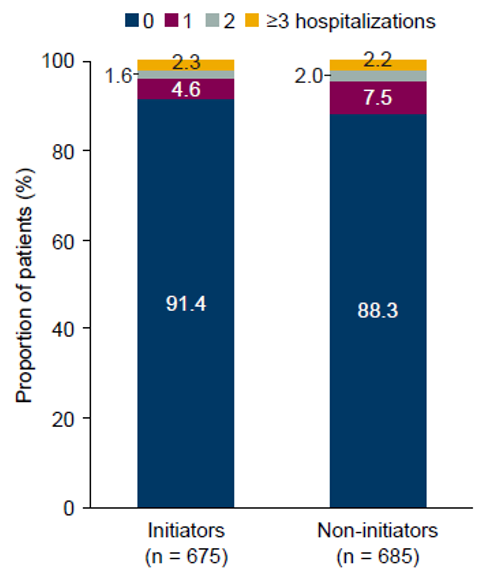 0 1 2 ≥3 hospitalizations
Proportion of patients (%)
100
80
60
40
20
0
2.3
1.6
4.6
91.4
2.2
2.0
7.5
88.3
Initiators
(n = 675)
Non-initiators
(n = 685)